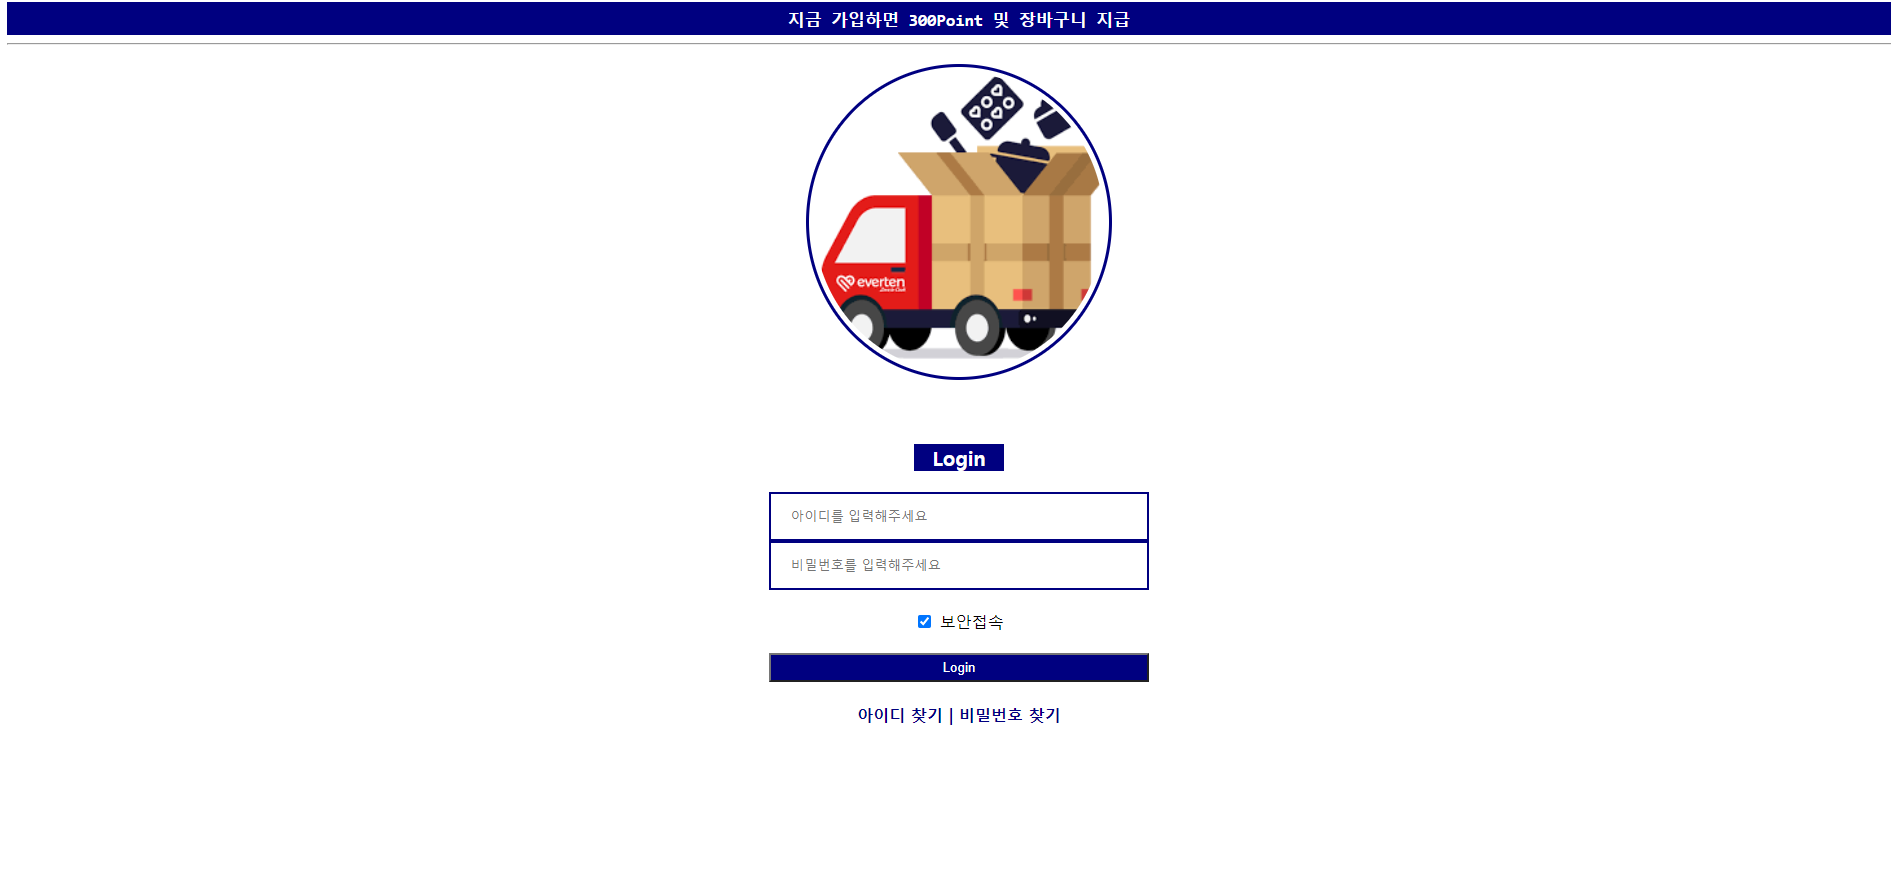 지금 가입하면 300Point 및 장바구니 지급
everten
Login
아이디를 입력해주세요
비밀번호를 입력해주세요
보안접속
Login
아이디 찾기 | 비밀번호 찾기